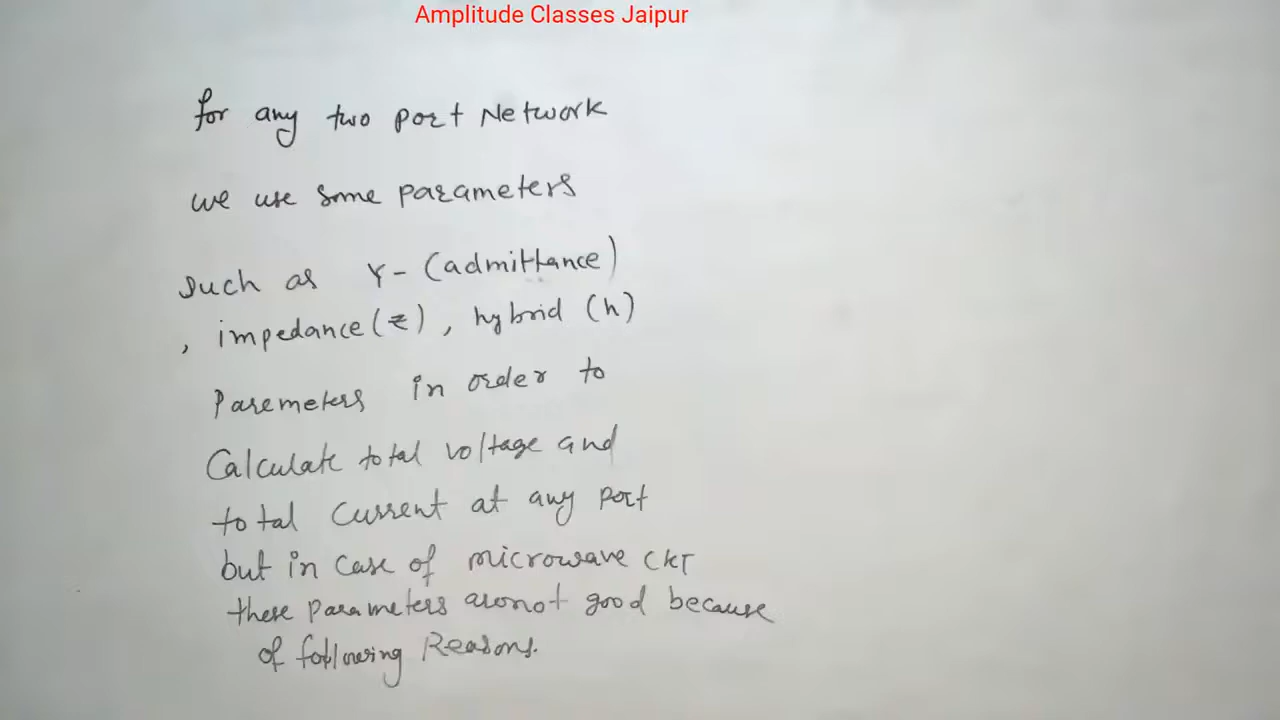 Amplitude Classes Jaipur
for any two port Network
we use some parameters
such as Y- (admittance)
, impedance (z), hybrid (h)
Paremeters in order to
Calculate total voltage and
total current at any port
but in case of microwave CKT
these parameters are not good because
of following Reasons.